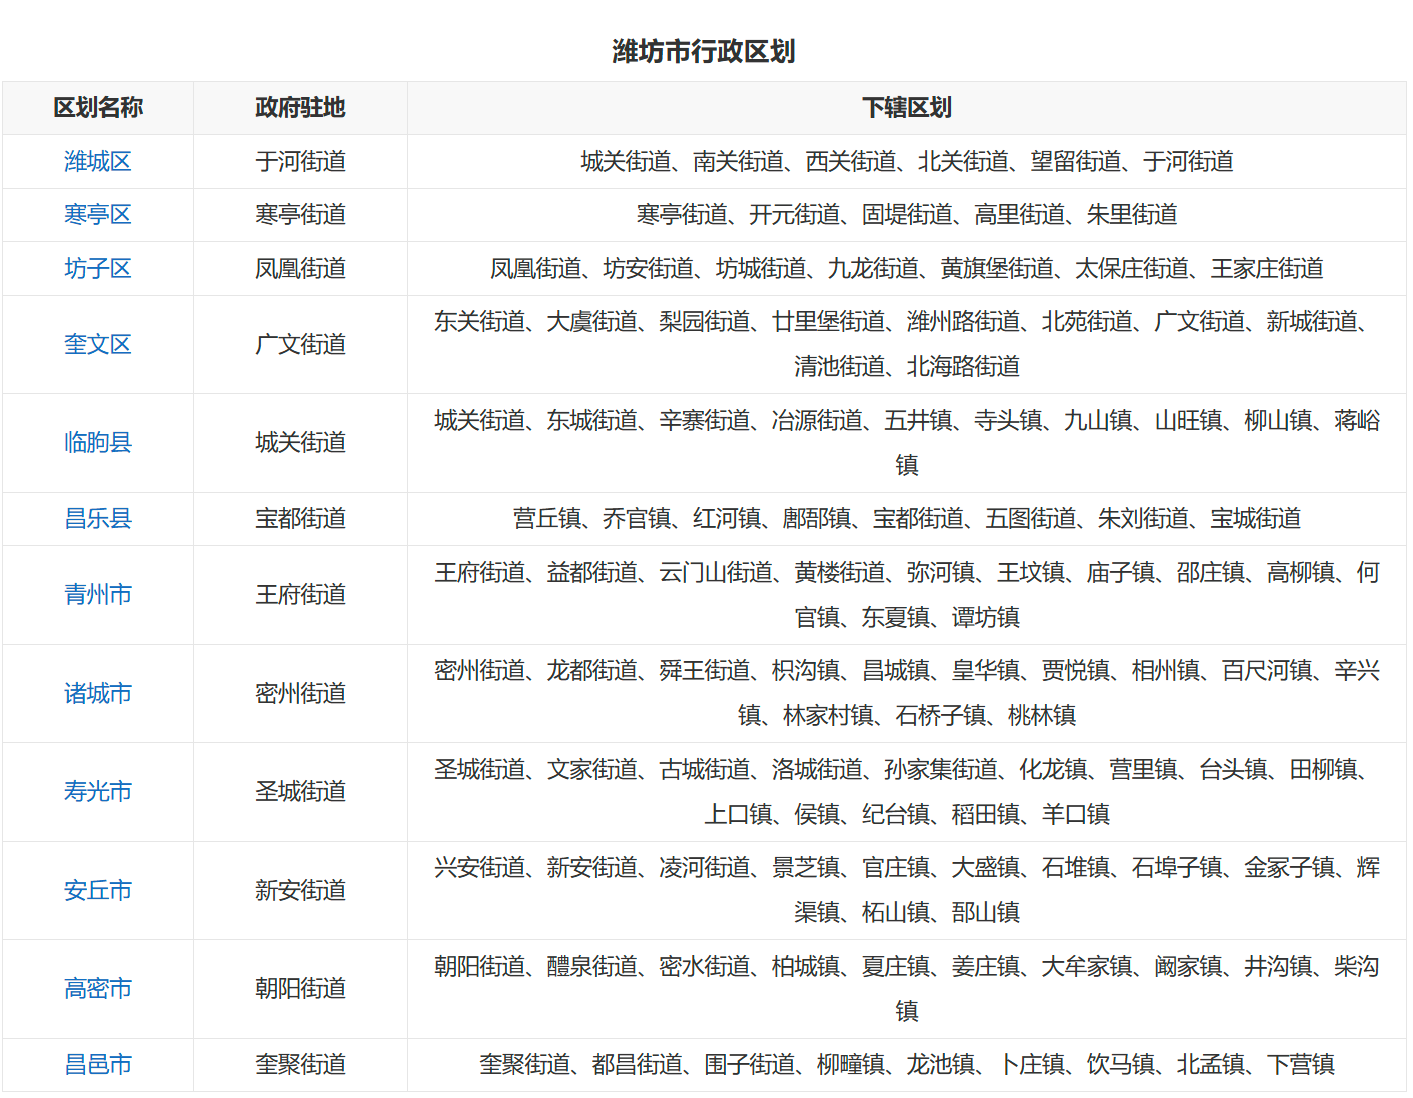 潍坊市行政区划
区划名称 政府驻地 下辖区划
潍城区 于河街道 城关街道、南关街道、西关街道、北关街道、望留街道、于河街道
寒亭区 寒亭街道 寒亭街道、开元街道、固堤街道、高里街道、朱里街道
坊子区 凤凰街道 凤凰街道、坊安街道、坊城街道、九龙街道、黄旗堡街道、太保庄街道、王家庄街道
奎文区 广文街道 东关街道、大虞街道、梨园街道、廿里堡街道、潍州路街道、北苑街道、广文街道、新城街道、
清池街道、北海路街道
临朐县 城关街道 城关街道、东城街道、辛寨街道、冶源街道、五井镇、寺头镇、九山镇、山旺镇、柳山镇、蒋峪
镇
昌乐县 宝都街道 营丘镇、乔官镇、红河镇、鄌郚镇、宝都街道、五图街道、朱刘街道、宝城街道
青州市 王府街道 王府街道、益都街道、云门山街道、黄楼街道、弥河镇、王坟镇、庙子镇、邵庄镇、高柳镇、何
官镇、东夏镇、谭坊镇
诸城市 密州街道 密州街道、龙都街道、舜王街道、枳沟镇、昌城镇、皇华镇、贾悦镇、相州镇、百尺河镇、辛兴
镇、林家村镇、石桥子镇、桃林镇
寿光市 圣城街道 圣城街道、文家街道、古城街道、洛城街道、孙家集街道、化龙镇、营里镇、台头镇、田柳镇、
上口镇、侯镇、纪台镇、稻田镇、羊口镇
安丘市 新安街道 兴安街道、新安街道、凌河街道、景芝镇、官庄镇、大盛镇、石堆镇、石埠子镇、金冢子镇、辉
渠镇、柘山镇、郚山镇
高密市 朝阳街道 朝阳街道、醴泉街道、密水街道、柏城镇、夏庄镇、姜庄镇、大牟家镇、阚家镇、井沟镇、柴沟
镇
昌邑市 奎聚街道 奎聚街道、都昌街道、围子街道、柳疃镇、龙池镇、卜庄镇、饮马镇、北孟镇、下营镇